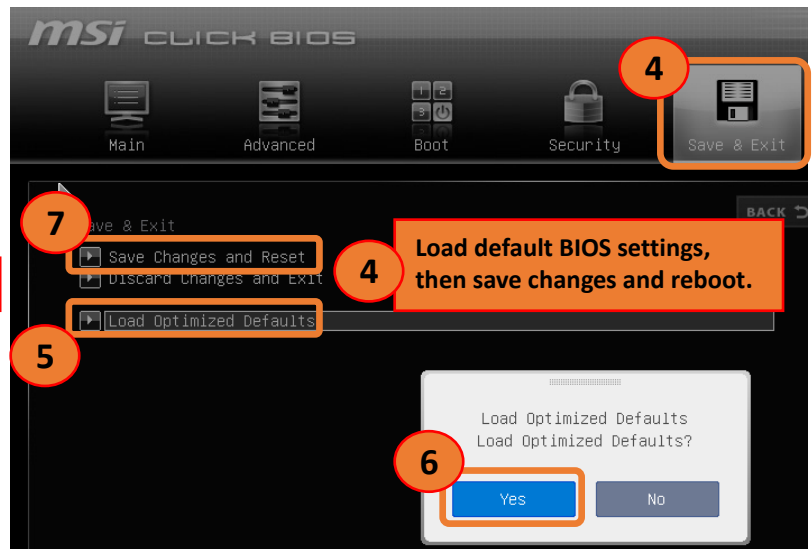 msi CLICK BIOS
4
Main Advanced Boot Security Save & Exit
BACK
7
ave & Exit
Save Changes and Reset
Discard Changes and Exit
4
Load default BIOS settings,
then save changes and reboot.
Load Optimized Defaults
5
Load Optimized Defaults
Load Optimized Defaults?
6
Yes No